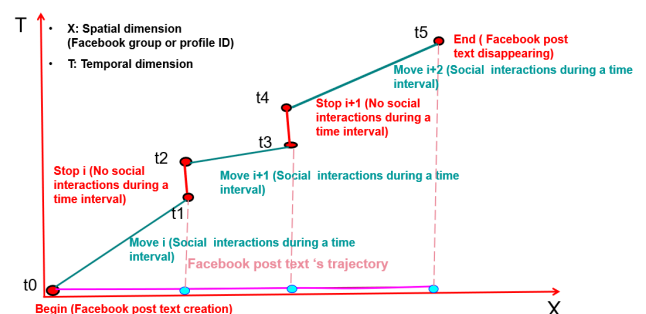 T
• X: Spatial dimension
(Facebook group or profile ID)
• T: Temporal dimension
t5
End ( Facebook post
text disappearing)
Move i+2 (Social interactions during a time
interval)
t4
Stop i+1 (No social
interactions during a
time interval)
t3
t2
Stop i (No social
interactions during a
time interval)
Move i+1 (Social  interactions during a time
interval)
t1
Move i (Social  interactions during a time
interval)
Facebook post text 's trajectory
t0
X
Begin (Facebook post text creation)